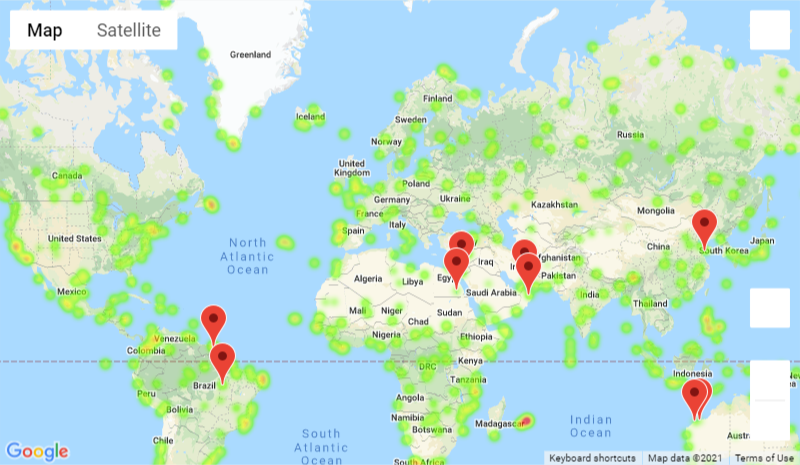 Map Satellite
Greenland
Iceland
Finland
Sweden
Norway
Russia
Canada
United
Kingdom
Poland
Germany
Ukraine
Kazakhstan
France
Mongolia
Italy
Spain
United States
North
Atlantic
Ocean
China
South Korea
Japan
Iraq
Afghanistan
Algeria
Libya
Egy
Pakistan
Mexico
Saudi Arabia
India
Mali
Niger
Sudan
Thailand
Chad
Nigeria
Ethiopia
Venezuela
Colombia
DRC
Kenya
Indonesia
Brazil
Tanzania
Peru
Angola
Bolivia
Namibia
Madagascar
Botswana
Indian
Ocean
Chile
South
Atlantic
Ocean
South Africa
Google
Keyboard shortcuts Map data ©2021 Terms of Use